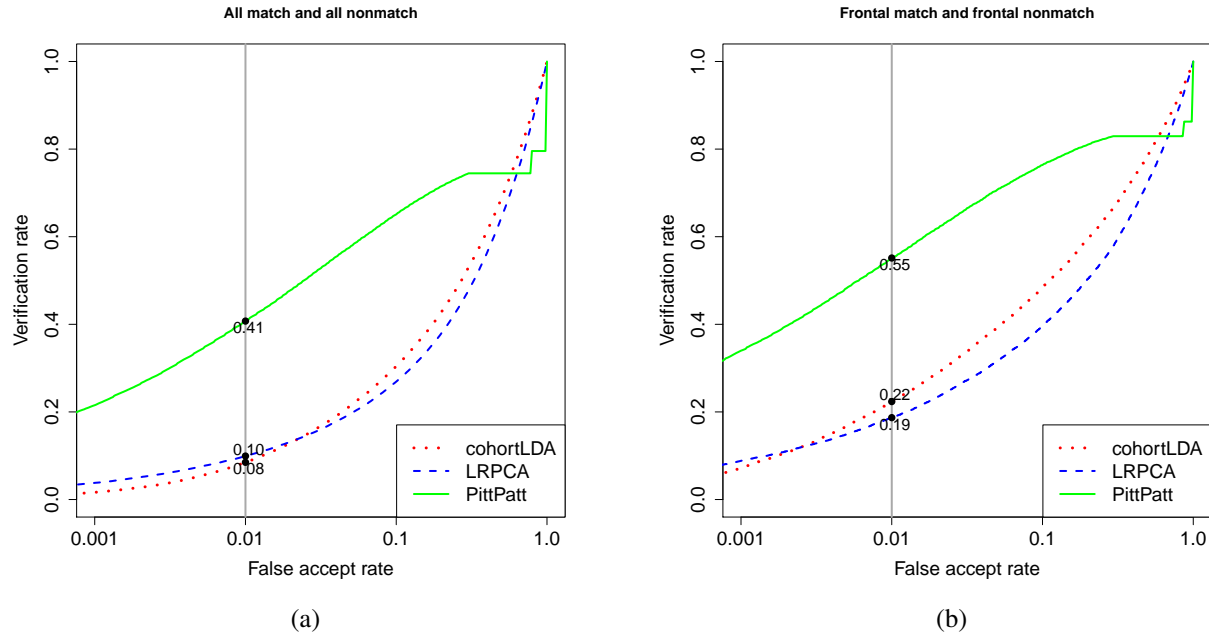 All match and all nonmatch
Verification rate
1.0
0.8
0.6
0.4
0.2
0.0
0.41
0.10
0.08
cohortLDA
LRPCA
PittPatt
0.001
0.01
0.1
1.0
False accept rate
(a)
Frontal match and frontal nonmatch
Verification rate
1.0
0.8
0.6
0.4
0.2
0.0
0.55
0.22
0.19
cohortLDA
LRPCA
PittPatt
0.001
0.01
0.1
1.0
False accept rate
(b)